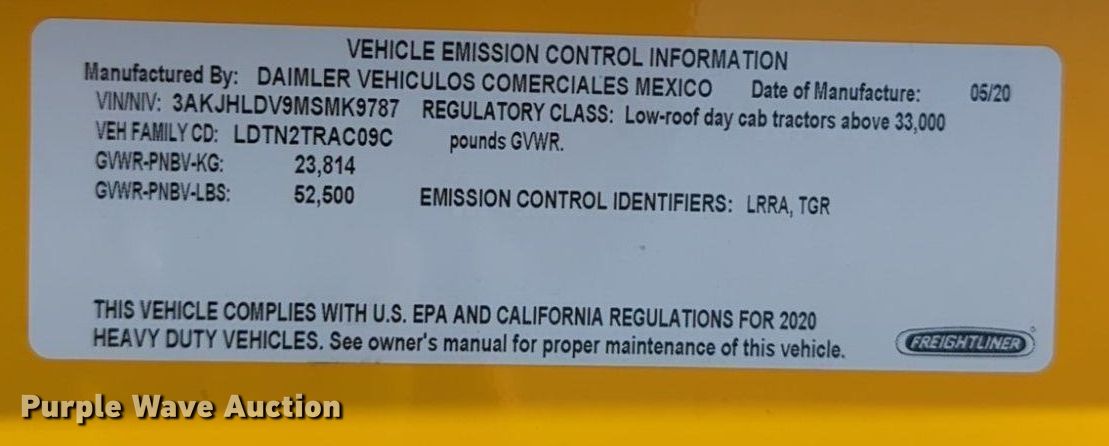 VEHICLE EMISSION CONTROL INFORMATION
Manufactured By: DAIMLER VEHICULOS COMERCIALES MEXICO Date of Manufacture: 05/20
VIN/NIV: 3AKJHLDV9MSMK9787 REGULATORY CLASS: Low-roof day cab tractors above 33,000
VEH FAMILY CD: LDTN2TRAC09C pounds GVWR.
GVWR-PNBV-KG: 23,814
GVWR-PNBV-LBS: 52,500 EMISSION CONTROL IDENTIFIERS: LRRA, TGR
THIS VEHICLE COMPLIES WITH U.S. EPA AND CALIFORNIA REGULATIONS FOR 2020
HEAVY DUTY VEHICLES. See owner's manual for proper maintenance of this vehicle.
FREIGHTLINER
Purple Wave Auction